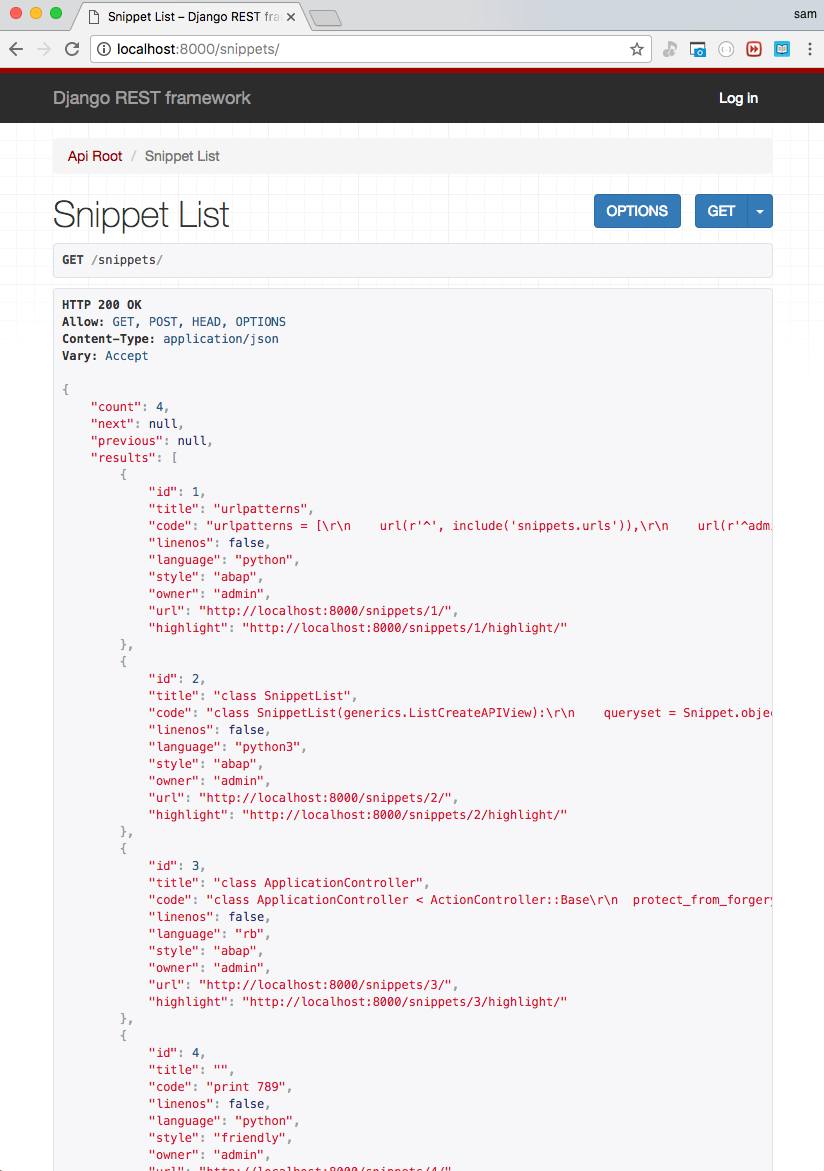 Snippet List – Django REST fra
sam
localhost:8000/snippets/
Django REST framework
Log in
Api Root / Snippet List
Snippet List
OPTIONS
GET
GET /snippets/
HTTP 200 OK
Allow: GET, POST, HEAD, OPTIONS
Content-Type: application/json
Vary: Accept
{
    "count": 4,
    "next": null,
    "previous": null,
    "results": [
        {
            "id": 1,
            "title": "urlpatterns",
            "code": "urlpatterns = [\r\n    url(r'^', include('snippets.urls')),\r\n    url(r'^adm
            "linenos": false,
            "language": "python",
            "style": "abap",
            "owner": "admin",
            "url": "http://localhost:8000/snippets/1/",
            "highlight": "http://localhost:8000/snippets/1/highlight/"
        },
        {
            "id": 2,
            "title": "class SnippetList",
            "code": "class SnippetList(generics.ListCreateAPIView):\r\n    queryset = Snippet.objec
            "linenos": false,
            "language": "python3",
            "style": "abap",
            "owner": "admin",
            "url": "http://localhost:8000/snippets/2/",
            "highlight": "http://localhost:8000/snippets/2/highlight/"
        },
        {
            "id": 3,
            "title": "class ApplicationController",
            "code": "class ApplicationController < ActionController::Base\r\n  protect_from_forgery
            "linenos": false,
            "language": "rb",
            "style": "abap",
            "owner": "admin",
            "url": "http://localhost:8000/snippets/3/",
            "highlight": "http://localhost:8000/snippets/3/highlight/"
        },
        {
            "id": 4,
            "title": "",
            "code": "print 789",
            "linenos": false,
            "language": "python",
            "style": "friendly",
            "owner": "admin",
            "url": "http://localhost:8000/snippets/4/"